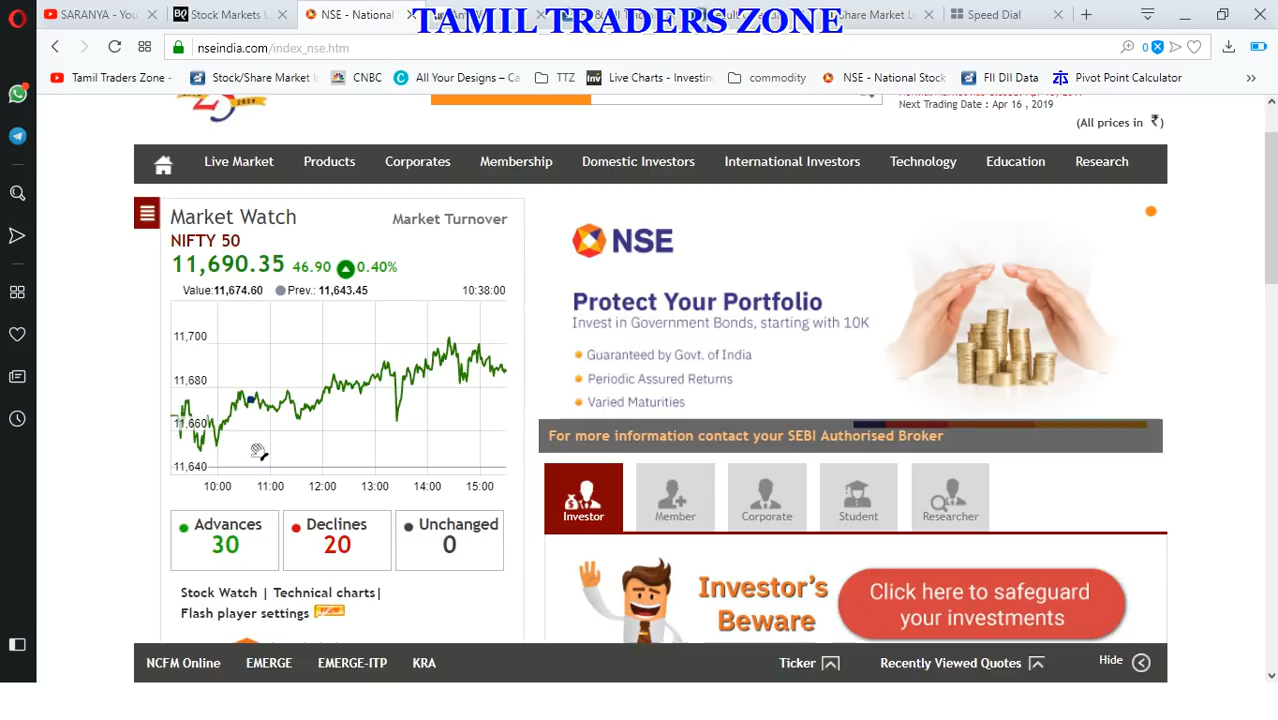 SARANYA - You
Stock Markets
NSE - National
Share Market L
Speed Dial
TAMIL TRADERS ZONE
nseindia.com/index_nse.htm
0
Tamil Traders Zone -
Stock/Share Market
CNBC
All Your Designs – Ca
TTZ
Live Charts - Investing
commodity
NSE - National Stock
FII DII Data
Pivot Point Calculator
Next Trading Date : Apr 16 , 2019
(All prices in ₹)
Live Market
Products
Corporates
Membership
Domestic Investors
International Investors
Technology
Education
Research
Market Watch
Market Turnover
NIFTY 50
11,690.35 46.90 0.40%
Value:11,674.60 Prev.: 11,643.45 10:38:00
11,700
11,680
11,660
11,640
10:00 11:00 12:00 13:00 14:00 15:00
Advances
30
Declines
20
Unchanged
0
Stock Watch | Technical charts|
Flash player settings
NSE
Protect Your Portfolio
Invest in Government Bonds, starting with 10K
Guaranteed by Govt. of India
Periodic Assured Returns
Varied Maturities
For more information contact your SEBI Authorised Broker
Investor
Member
Corporate
Student
Researcher
Investor's
Beware
Click here to safeguard
your investments
NCFM Online
EMERGE
EMERGE-ITP
KRA
Ticker
Recently Viewed Quotes
Hide